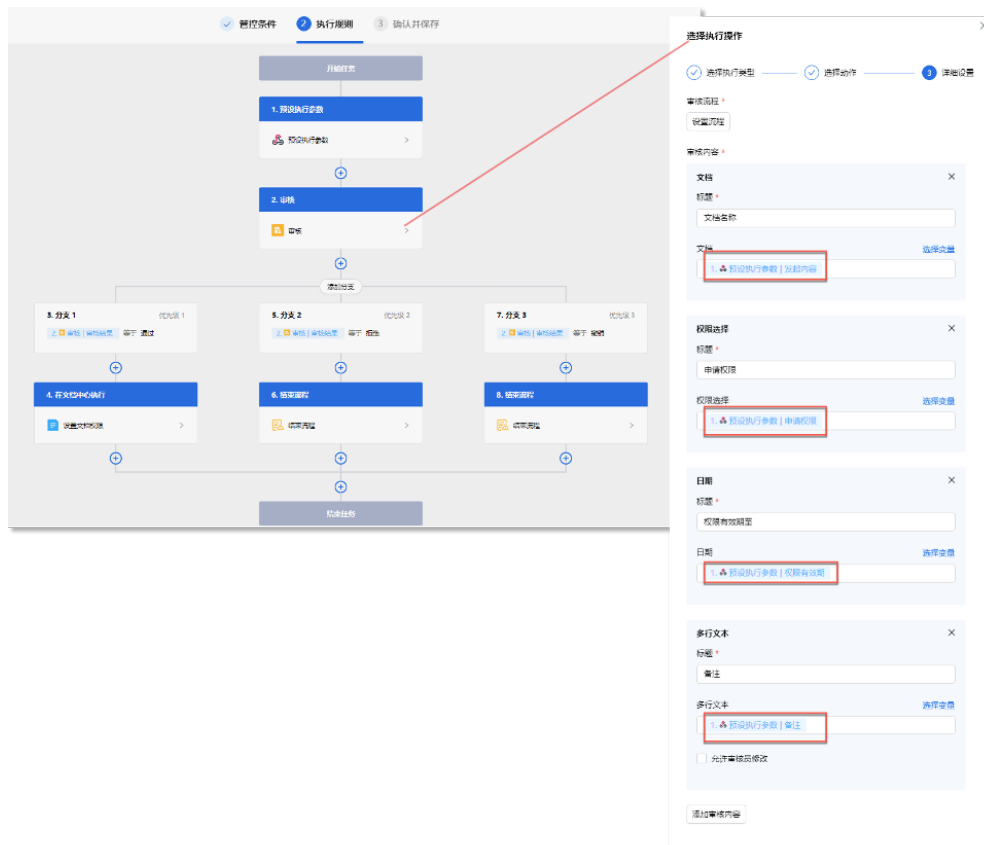 管控条件 2 执行规则 3 确认并保存
开始任务
1. 预设执行参数
预设执行参数
2. 审核
审核
添加分支
3. 分支 1 优先级 1
2. 审核 | 审核结果 等于 通过
5. 分支 2 优先级 2
2. 审核 | 审核结果 等于 拒绝
7. 分支 3 优先级 3
2. 审核 | 审核结果 等于 撤销
4. 在文档中心执行
设置文档权限
6. 结束流程
结束流程
8. 结束流程
结束流程
结束任务
选择执行操作
选择执行类型 选择动作 3 详细设置
审核流程 *
设置流程
审核内容 *
文档
标题 *
文档名称
文档 选择变量
1. 预设执行参数 | 发起内容
权限选择
标题 *
申请权限
权限选择 选择变量
1. 预设执行参数 | 申请权限
日期
标题 *
权限有效期至
日期 选择变量
1. 预设执行参数 | 权限有效期
多行文本
标题 *
备注
多行文本 选择变量
1. 预设执行参数 | 备注
允许审核员修改
添加审核内容